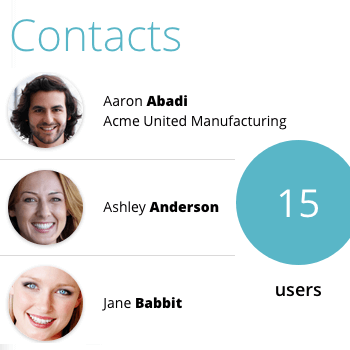 Contacts
Aaron Abadi
Acme United Manufacturing
Ashley Anderson
15
users
Jane Babbit